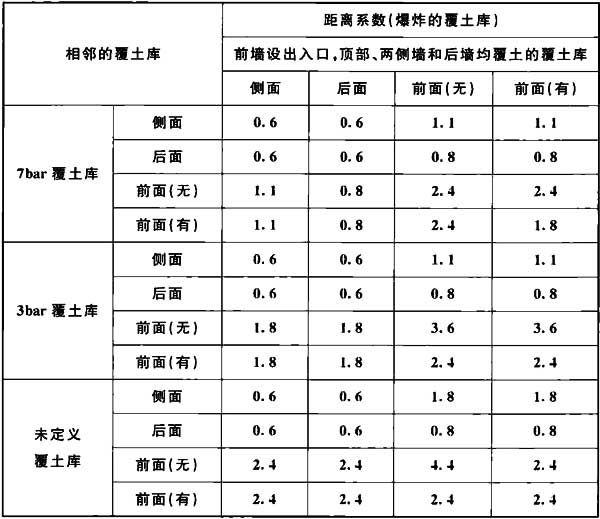 相邻的覆土库
距离系数(爆炸的覆土库)
前墙设出入口,顶部、两侧墙和后墙均覆土的覆土库
侧面 后面 前面(无) 前面(有)
7bar 覆土库
侧面 0.6 0.6 1.1 1.1
后面 0.6 0.6 0.8 0.8
前面(无) 1.1 0.8 2.4 2.4
前面(有) 1.1 0.8 2.4 1.8
3bar 覆土库
侧面 0.6 0.6 1.1 1.1
后面 0.6 0.6 0.8 0.8
前面(无) 1.8 1.8 3.6 3.6
前面(有) 1.8 1.8 2.4 2.4
未定义
覆土库
侧面 0.6 0.6 1.8 1.8
后面 0.6 0.6 0.8 0.8
前面(无) 2.4 2.4 4.4 2.4
前面(有) 2.4 2.4 2.4 2.4